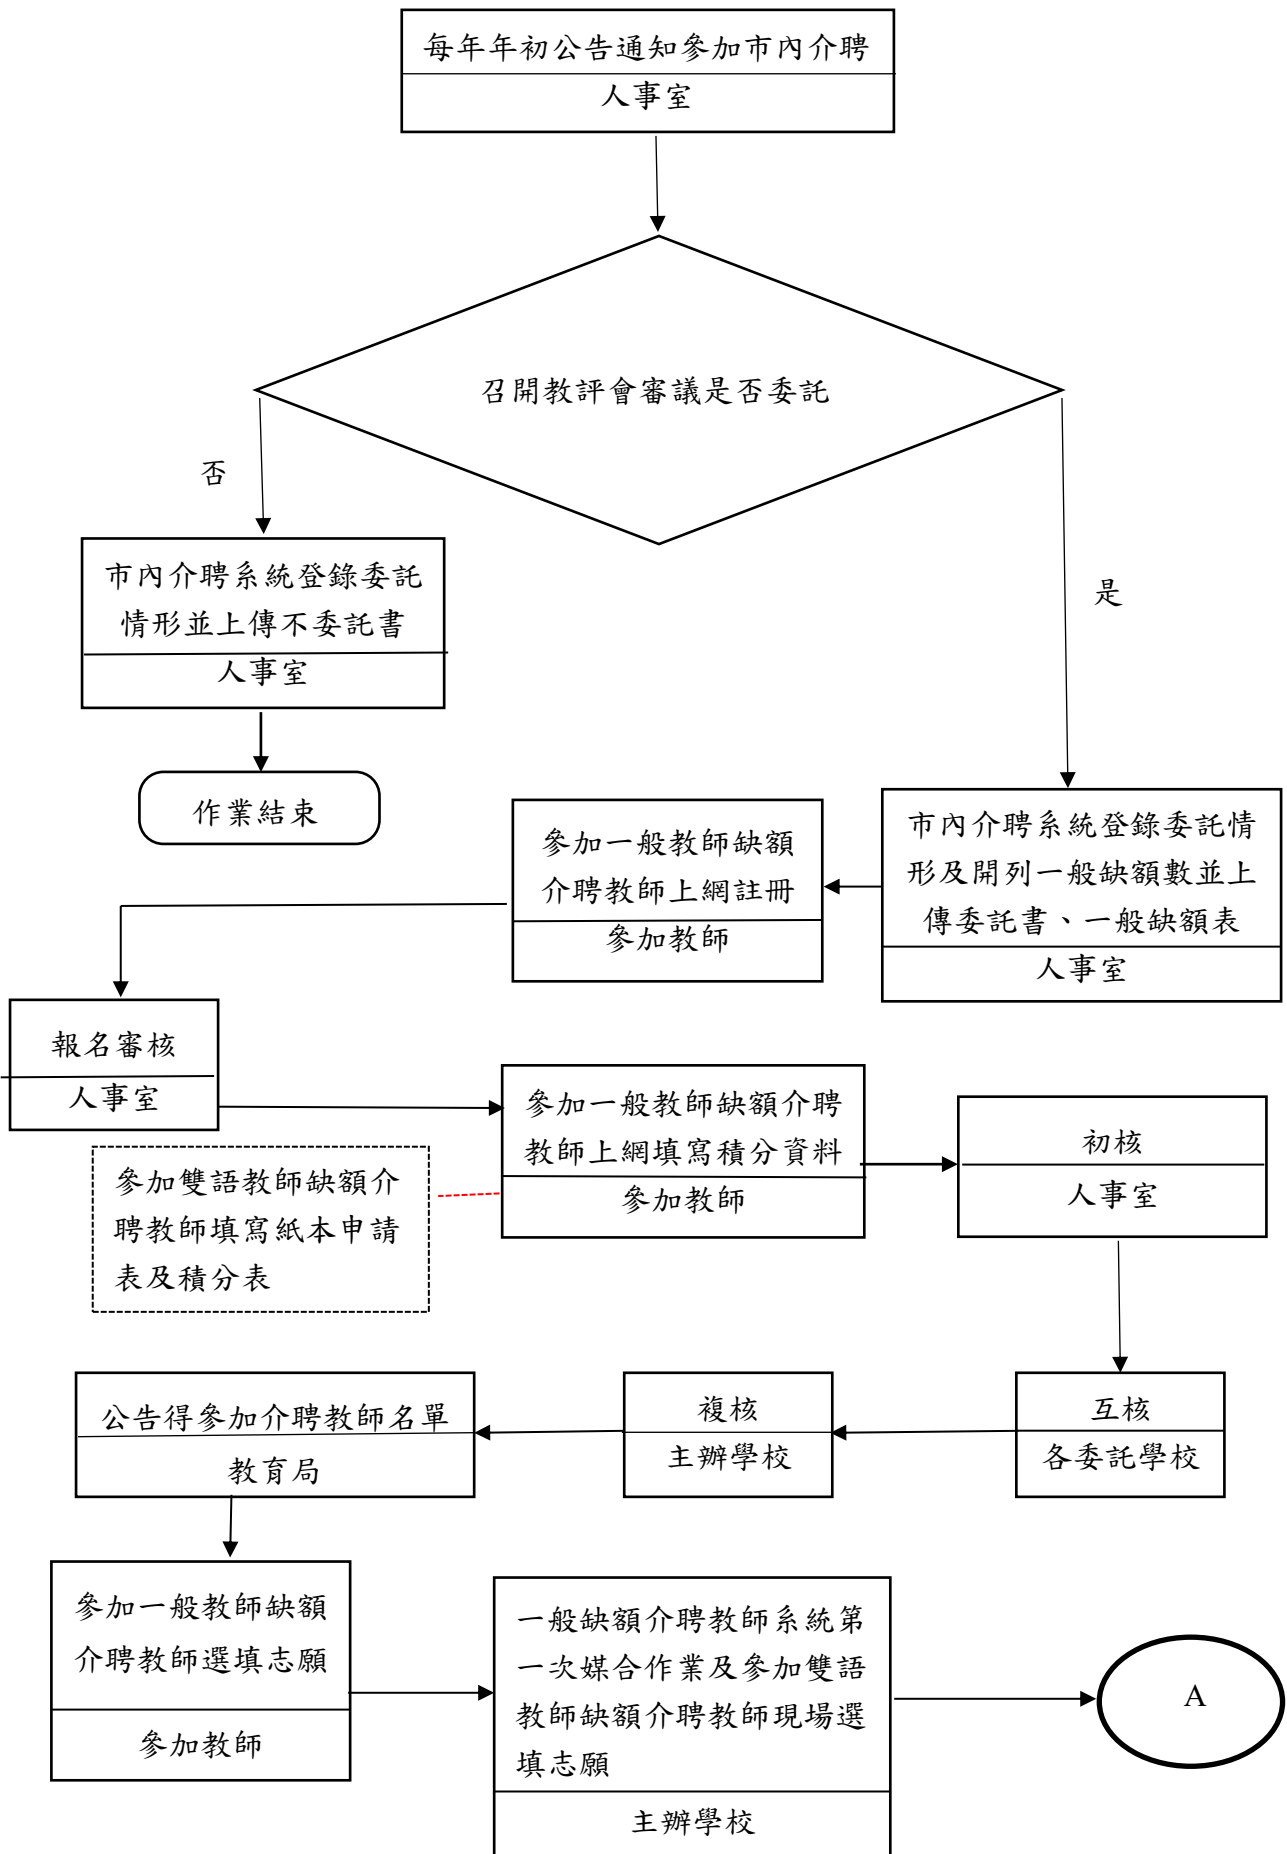 每年年初公告通知參加市內介聘
人事室
召開教評會審議是否委託
否
是
市內介聘系統登錄委託
情形並上傳不委託書
人事室
作業結束
市內介聘系統登錄委託情
形及開列一般缺額數並上
傳委託書、一般缺額表
人事室
參加一般教師缺額
介聘教師上網註冊
參加教師
報名審核
人事室
參加一般教師缺額介聘
教師上網填寫積分資料
參加教師
參加雙語教師缺額介
聘教師填寫紙本申請
表及積分表
初核
人事室
互核
各委託學校
複核
主辦學校
公告得參加介聘教師名單
教育局
參加一般教師缺額
介聘教師選填志願
參加教師
一般缺額介聘教師系統第
一次媒合作業及參加雙語
教師缺額介聘教師現場選
填志願
主辦學校
A